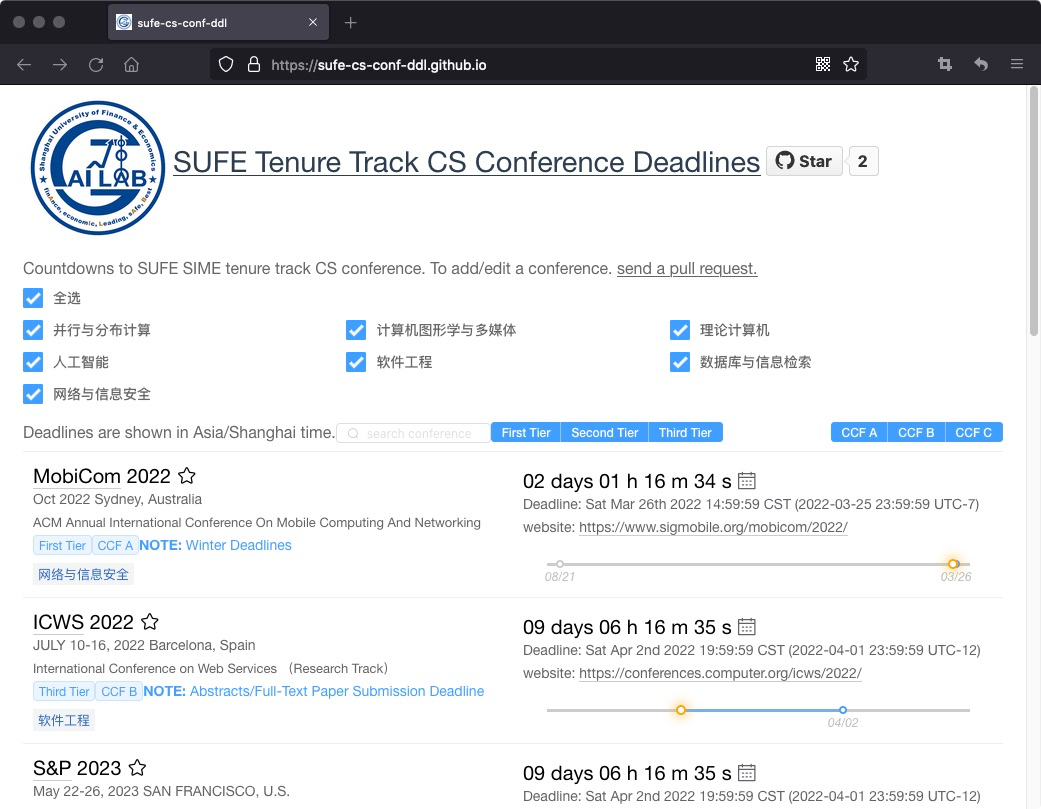 sufe-cs-conf-ddl
https://sufe-cs-conf-ddl.github.io
Shanghai University of Finance & Economics
AI LAB
finAnce, economic, Leading, sAfe, Best
SUFE Tenure Track CS Conference Deadlines
Star
2
Countdowns to SUFE SIME tenure track CS conference. To add/edit a conference. send a pull request.
全选
并行与分布计算 计算机图形学与多媒体 理论计算机
人工智能 软件工程 数据库与信息检索
网络与信息安全
Deadlines are shown in Asia/Shanghai time. search conference First Tier Second Tier Third Tier CCF A CCF B CCF C
MobiCom 2022
Oct 2022 Sydney, Australia
ACM Annual International Conference On Mobile Computing And Networking
First Tier CCF A NOTE: Winter Deadlines
网络与信息安全
02 days 01 h 16 m 34 s
Deadline: Sat Mar 26th 2022 14:59:59 CST (2022-03-25 23:59:59 UTC-7)
website: https://www.sigmobile.org/mobicom/2022/
08/21 03/26
ICWS 2022
JULY 10-16, 2022 Barcelona, Spain
International Conference on Web Services （Research Track）
Third Tier CCF B NOTE: Abstracts/Full-Text Paper Submission Deadline
软件工程
09 days 06 h 16 m 35 s
Deadline: Sat Apr 2nd 2022 19:59:59 CST (2022-04-01 23:59:59 UTC-12)
website: https://conferences.computer.org/icws/2022/
04/02
S&P 2023
May 22-26, 2023 SAN FRANCISCO, U.S.
09 days 06 h 16 m 35 s
Deadline: Sat Apr 2nd 2022 19:59:59 CST (2022-04-01 23:59:59 UTC-12)